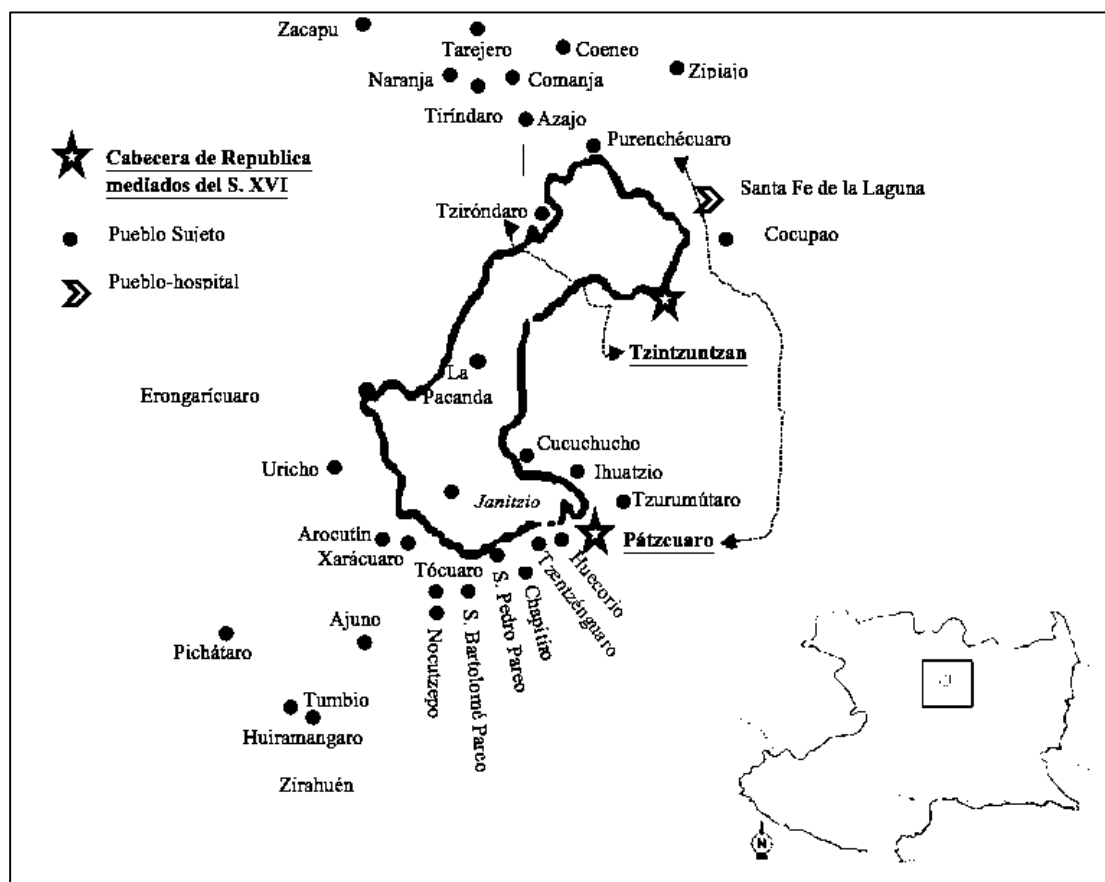 Zacapu
Tarejero
Coeneo
Zipiajo
Naranja
Comanja
Tiríndaro
Azajo
Purenchécuaro
Cabecera de Republica
mediados del S. XVI
Santa Fe de la Laguna
Tziróndaro
Pueblo Sujeto
Cocupao
Pueblo-hospital
Tzintzuntzan
La
Pacanda
Erongarícuaro
Cucuchucho
Uricho
Ihuatzio
Janitzio
Tzurumútaro
Arocutín
Pátzcuaro
Xarácuaro
Tócuaro
Huecorio
Tzentzénguaro
Chapitiro
S. Pedro Pareo
S. Bartolomé Pareo
Nocutzepo
Ajuno
Pichátaro
Tumbio
Huiramangaro
Zirahuén
N